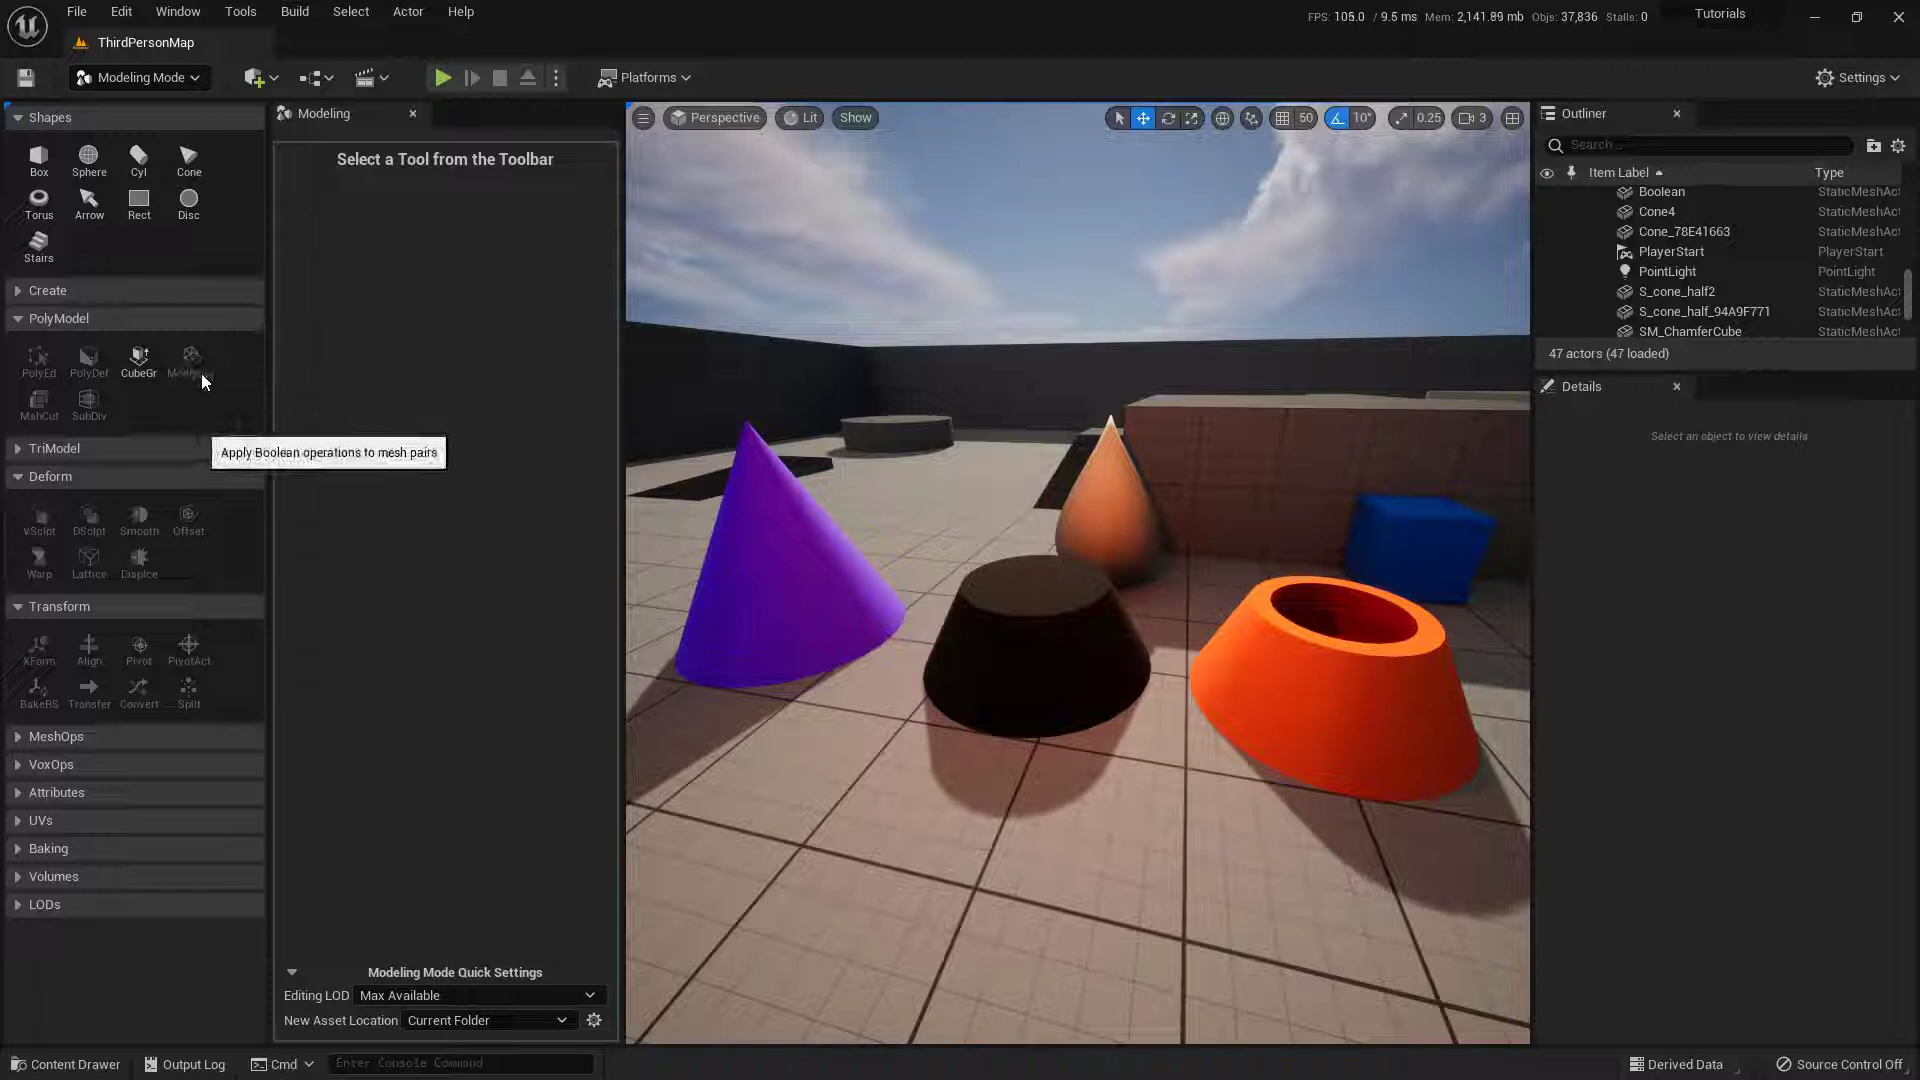 File Edit Window Tools Build Select Actor Help
FPS: 105.0 / 9.5 ms Mem: 2,141.89 mb Objs: 37,836 Stalls: 0
Tutorials
ThirdPersonMap
Modeling Mode
Platforms
Settings
Shapes
Box Sphere Cyl Cone
Torus Arrow Rect Disc
Stairs
Create
PolyModel
PolyEd PolyDef CubeGr
MshCut SubDiv
TriModel
Deform
VSclpt DSclpt Smooth Offset
Warp Lattice Displce
Transform
XForm Align Pivot PivotAct
BakeRS Transfer Convert Split
MeshOps
VoxOps
Attributes
UVs
Baking
Volumes
LODs
Modeling
Select a Tool from the Toolbar
Apply Boolean operations to mesh pairs
Modeling Mode Quick Settings
Editing LOD Max Available
New Asset Location Current Folder
Perspective Lit Show
50 10° 0.25 3
Outliner
Search...
Item Label Type
Boolean StaticMeshAct
Cone4 StaticMeshAct
Cone_78E41663 StaticMeshAct
PlayerStart PlayerStart
PointLight PointLight
S_cone_half2 StaticMeshAct
S_cone_half_94A9F771 StaticMeshAct
SM_ChamferCube StaticMeshAct
47 actors (47 loaded)
Details
Select an object to view details
Content Drawer Output Log Cmd Enter Console Command
Derived Data Source Control Off